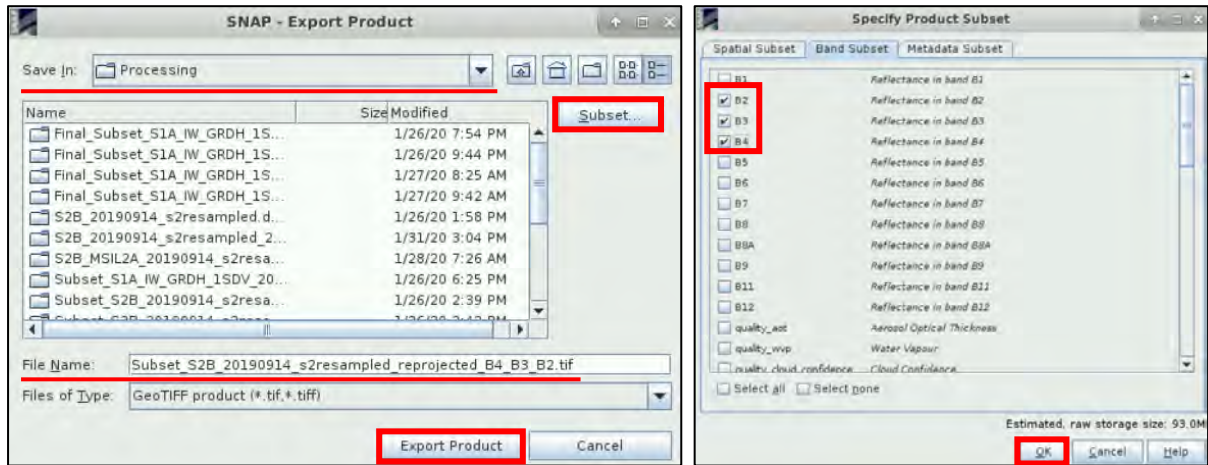 SNAP - Export Product
Save In: Processing
Name Size Modified
Subset...
Final_Subset_S1A_IW_GRDH_1S... 1/26/20 7:54 PM
Final_Subset_S1A_IW_GRDH_1S... 1/26/20 9:44 PM
Final_Subset_S1A_IW_GRDH_1S... 1/27/20 8:25 AM
Final_Subset_S1A_IW_GRDH_1S... 1/27/20 9:42 AM
S2B_20190914_s2resampled.d... 1/26/20 1:58 PM
S2B_20190914_s2resampled_2... 1/31/20 3:04 PM
S2B_MSIL2A_20190914_s2resa... 1/28/20 7:26 AM
Subset_S1A_IW_GRDH_1SDV_20... 1/26/20 6:25 PM
Subset_S2B_20190914_s2resa... 1/26/20 2:39 PM
File Name: Subset_S2B_20190914_s2resampled_reprojected_B4_B3_B2.tif
Files of Type: GeoTIFF product (*.tif,*.tiff)
Export Product Cancel
Specify Product Subset
Spatial Subset Band Subset Metadata Subset
B1 Reflectance in band B1
B2 Reflectance in band B2
B3 Reflectance in band B3
B4 Reflectance in band B4
B5 Reflectance in band B5
B6 Reflectance in band B6
B7 Reflectance in band B7
B8 Reflectance in band B8
B8A Reflectance in band B8A
B9 Reflectance in band B9
B11 Reflectance in band B11
B12 Reflectance in band B12
quality_aot Aerosol Optical Thickness
quality_wvp Water Vapour
quality_cloud_confidence Cloud Confidence
Select all Select none
Estimated, raw storage size: 93.0M
OK Cancel Help